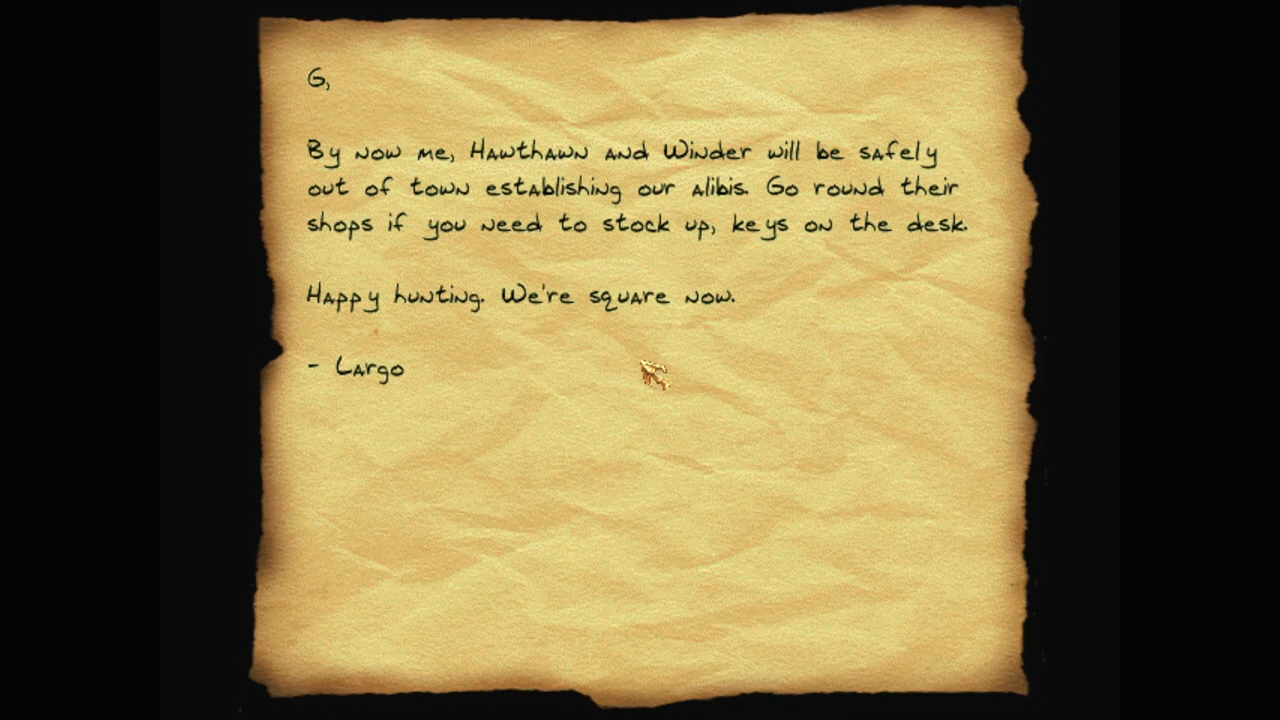 G,
By now me, Hawthawn and Winder will be safely
out of town establishing our alibis. Go round their
shops if you need to stock up, keys on the desk.
Happy hunting. We're square now.
- Largo